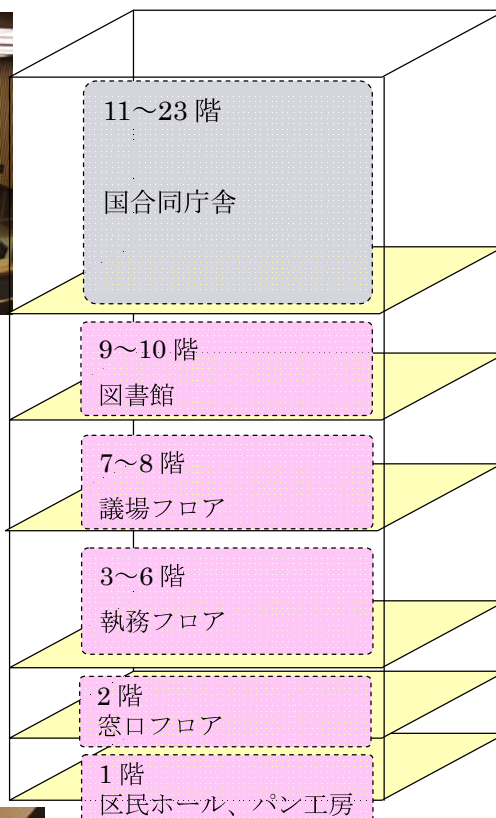 11～23 階
国合同庁舎
9～10 階
図書館
7～8 階
議場フロア
3～6 階
執務フロア
2 階
窓口フロア
1 階
区民ホール、パン工房